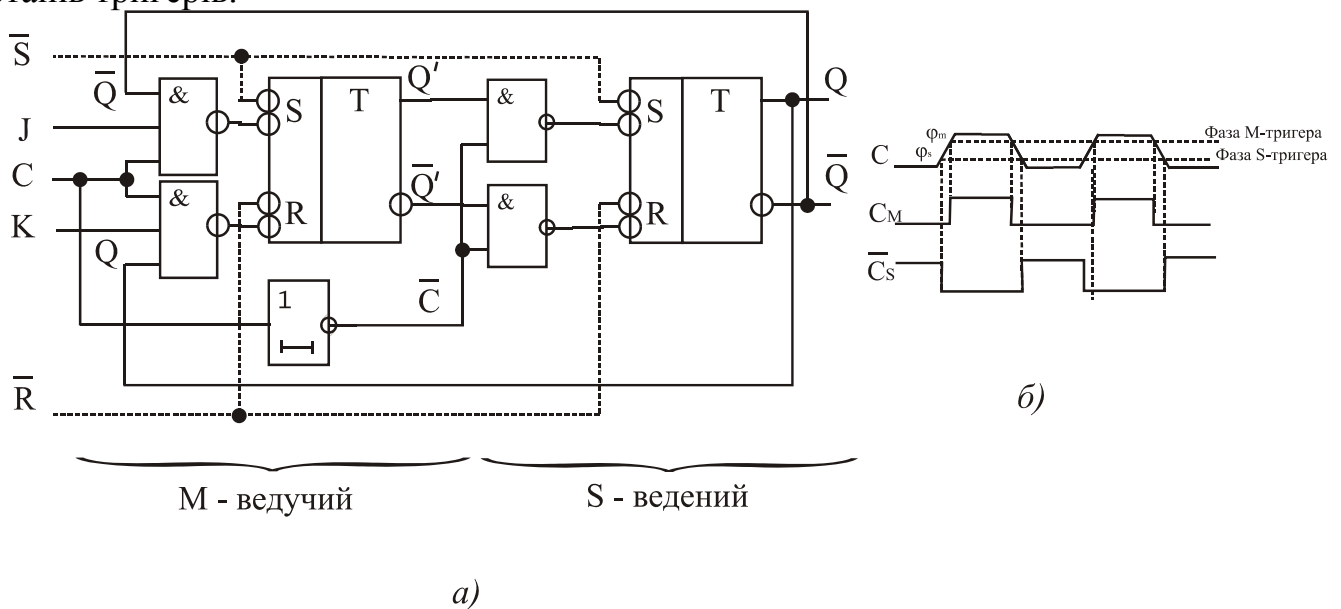 S̅
Q̅
J
C
K
Q
R̅
&
&
S
T
R
Q'
Q̅'
&
&
1
C̅
S
T
R
Q
Q̅
М - ведучий
S - ведений
а)
φm
φs
C
Фаза М-тригера
Фаза S-тригера
CM
C̅S
б)